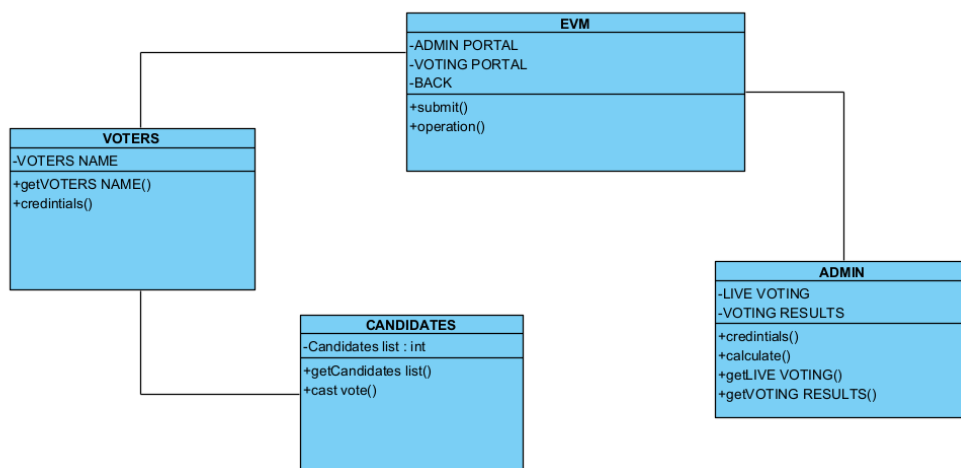 EVM
-ADMIN PORTAL
-VOTING PORTAL
-BACK
+submit()
+operation()
VOTERS
-VOTERS NAME
+getVOTERS NAME()
+credintials()
CANDIDATES
-Candidates list : int
+getCandidates list()
+cast vote()
ADMIN
-LIVE VOTING
-VOTING RESULTS
+credintials()
+calculate()
+getLIVE VOTING()
+getVOTING RESULTS()